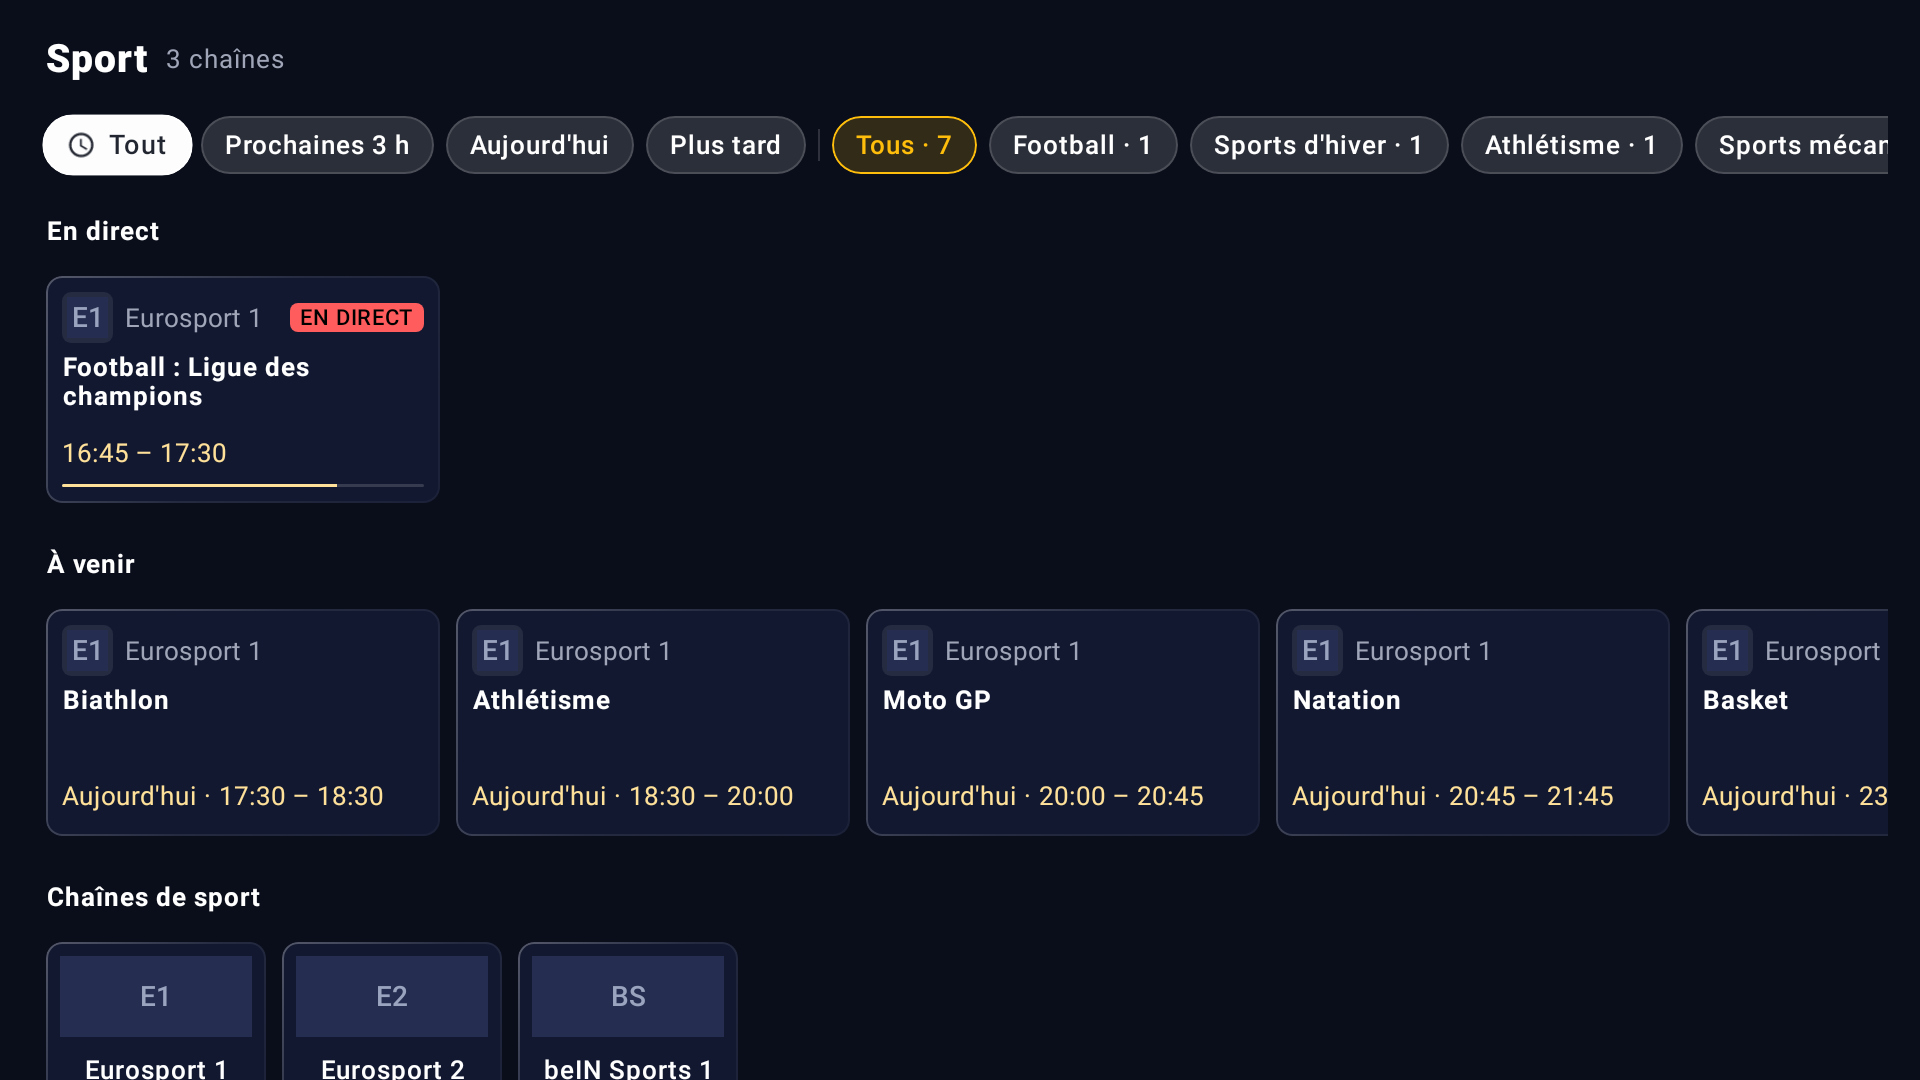 Sport 3 chaînes
Tout Prochaines 3 h Aujourd'hui Plus tard Tous · 7 Football · 1 Sports d'hiver · 1 Athlétisme · 1 Sports mécan
En direct
E1 Eurosport 1 EN DIRECT
Football : Ligue des
champions
16:45 – 17:30
À venir
E1 Eurosport 1 E1 Eurosport 1 E1 Eurosport 1 E1 Eurosport 1 E1 Eurosport
Biathlon Athlétisme Moto GP Natation Basket
Aujourd'hui · 17:30 – 18:30 Aujourd'hui · 18:30 – 20:00 Aujourd'hui · 20:00 – 20:45 Aujourd'hui · 20:45 – 21:45 Aujourd'hui · 23
Chaînes de sport
E1 E2 BS
Eurosport 1 Eurosport 2 beIN Sports 1